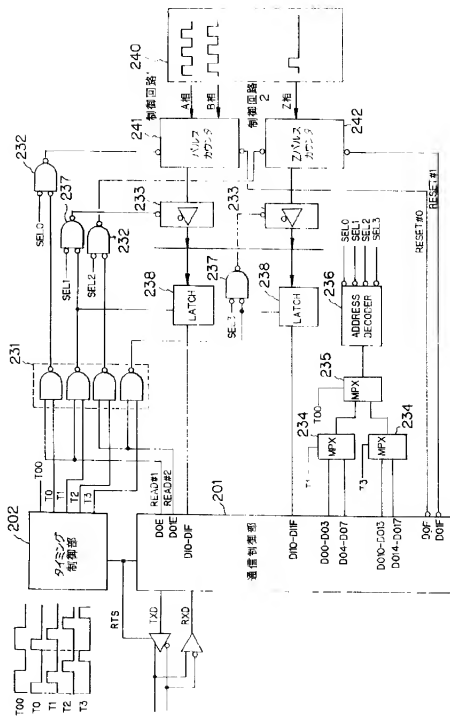 240
制御回路1
A相
B相
制御回路2
Z相
241
パルスカウンタ
242
Zパルスカウンタ
232
SEL0
237
SEL1
SEL2
232
233
233
238
LATCH
237
SEL3
238
LATCH
RESET#0
RESET#1
231
SEL0
SEL1
SEL2
SEL3
236
ADDRESS DECODER
235
T00
MPX
234
MPX
234
MPX
T3
202
タイミング制御部
T00
T0
T1
T2
T3
READ#1
READ#2
201
通信制御部
D0E
D01E
DI0-DIF
DI10-DI1F
D00-D03
D04-D07
D010-D013
D014-D017
D0F
D01F
RTS
TXD
RXD
T00
T0
T1
T2
T3